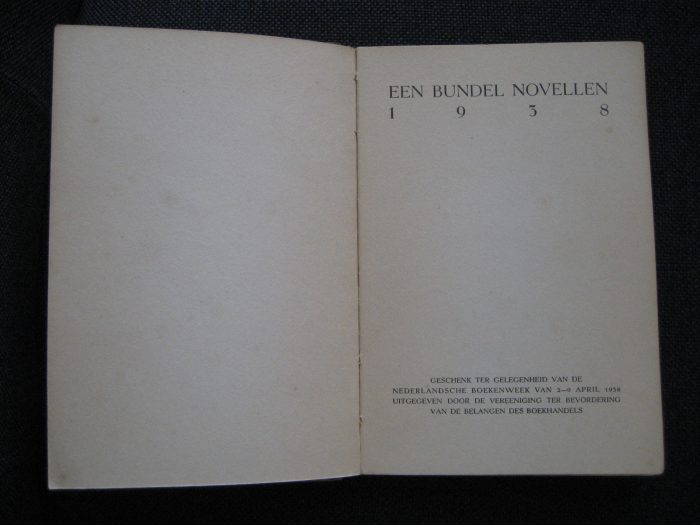 EEN BUNDEL NOVELLEN
1 9 3 8
GESCHENK TER GELEGENHEID VAN DE
NEDERLANDSCHE BOEKENWEEK VAN 2-9 APRIL 1938
UITGEGEVEN DOOR DE VEREENIGING TER BEVORDERING
VAN DE BELANGEN DES BOEKHANDELS